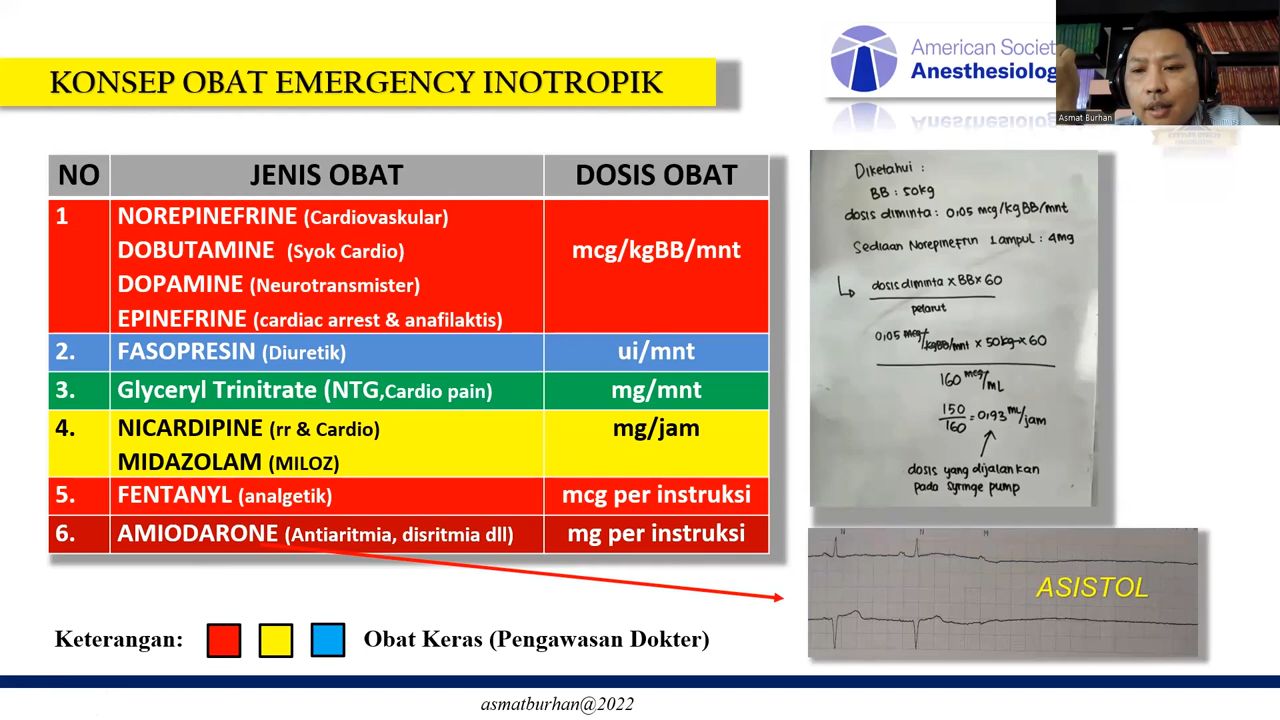 KONSEP OBAT EMERGENCY INOTROPIK
American Societ
Anesthesiolog
Asmat Burhan
NO JENIS OBAT DOSIS OBAT
1 NOREPINEFRINE (Cardiovaskular)
DOBUTAMINE (Syok Cardio)
DOPAMINE (Neurotransmister)
EPINEFRINE (cardiac arrest & anafilaktis)
mcg/kgBB/mnt
2. FASOPRESIN (Diuretik) ui/mnt
3. Glyceryl Trinitrate (NTG,Cardio pain) mg/mnt
4. NICARDIPINE (rr & Cardio) mg/jam
MIDAZOLAM (MILOZ)
5. FENTANYL (analgetik) mcg per instruksi
6. AMIODARONE (Antiaritmia, disritmia dll) mg per instruksi
Keterangan: Obat Keras (Pengawasan Dokter)
Diketahui :
BB : 50kg
dosis diminta : 0,05 mcg/kgBB/mnt
Sediaan Norepinefrin 1 ampul : 4mg
dosis diminta x BB x 60
pelarut
0,05 mcg/kgBB/mnt x 50kg x 60
160 mcg/mL
150
160
= 0,93 mL/jam
dosis yang dijalankan
pada syringe pump
N N M
ASISTOL
asmatburhan@2022